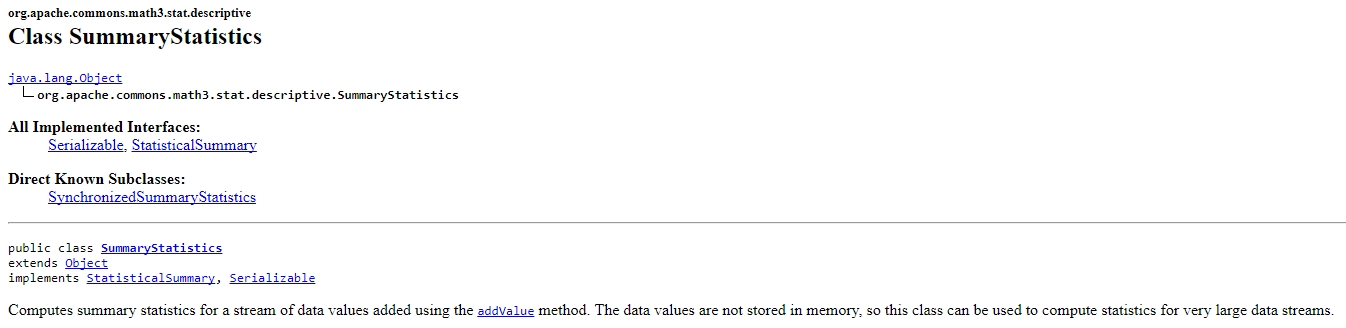 org.apache.commons.math3.stat.descriptive
Class SummaryStatistics
java.lang.Object
org.apache.commons.math3.stat.descriptive.SummaryStatistics
All Implemented Interfaces:
Serializable, StatisticalSummary
Direct Known Subclasses:
SynchronizedSummaryStatistics
public class SummaryStatistics
extends Object
implements StatisticalSummary, Serializable
Computes summary statistics for a stream of data values added using the addValue method. The data values are not stored in memory, so this class can be used to compute statistics for very large data streams.